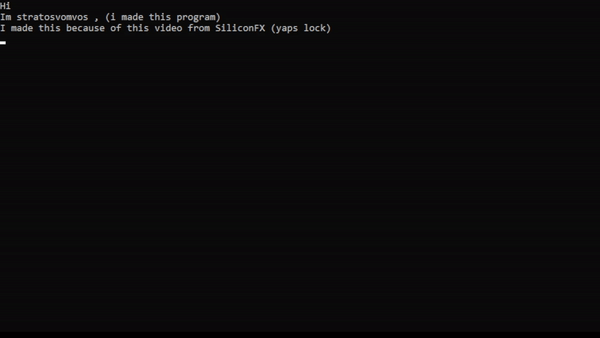 Hi
Im stratosvomvos , (i made this program)
I made this because of this video from SiliconFX (yaps lock)